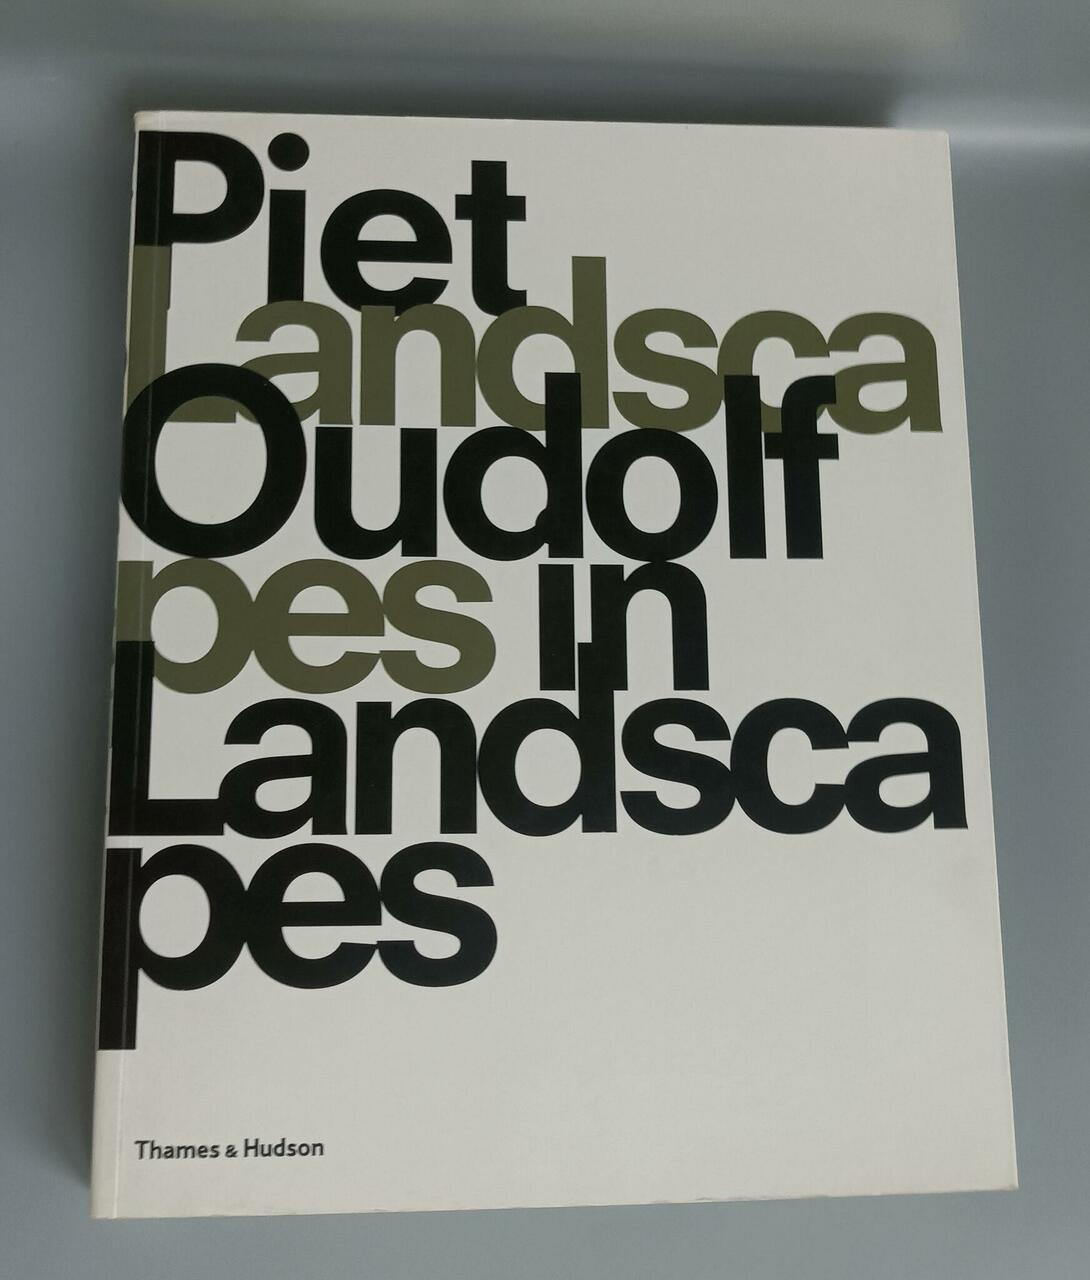 Piet
Landsca
Oudolf
pes in
Landsca
pes
Thames & Hudson